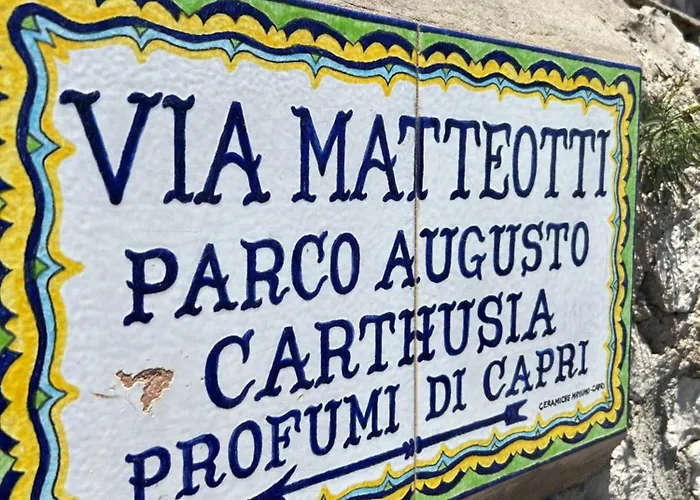 VIA MATTEOTTI
PARCO AUGUSTO
CARTHUSIA
PROFUMI DI CAPRI